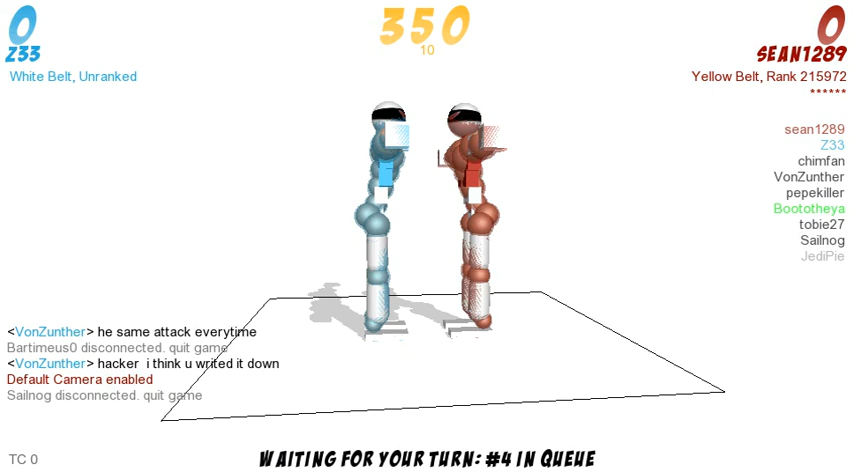 0
350
0
Z33
10
SEAN1289
White Belt, Unranked
Yellow Belt, Rank 215972
******
sean1289
Z33
chimfan
VonZunther
pepekiller
Boototheya
tobie27
Sailnog
JediPie
<VonZunther> he same attack everytime
Bartimeus0 disconnected. quit game
<VonZunther> hacker i think u writed it down
Default Camera enabled
Sailnog disconnected. quit game
TC 0
WAITING FOR YOUR TURN: #4 IN QUEUE